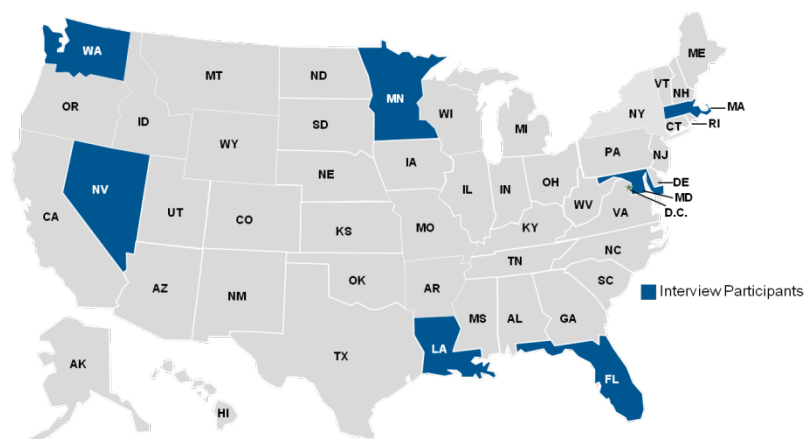 WA
MT
ND
MN
ME
VT
NH
MA
OR
ID
WY
SD
WI
MI
NY
CT
RI
NV
CA
UT
CO
NE
IA
IL
IN
OH
PA
NJ
DE
MD
D.C.
WV
VA
KS
MO
KY
AZ
NM
OK
AR
TN
NC
SC
Interview Participants
TX
LA
MS
AL
GA
FL
AK
HI